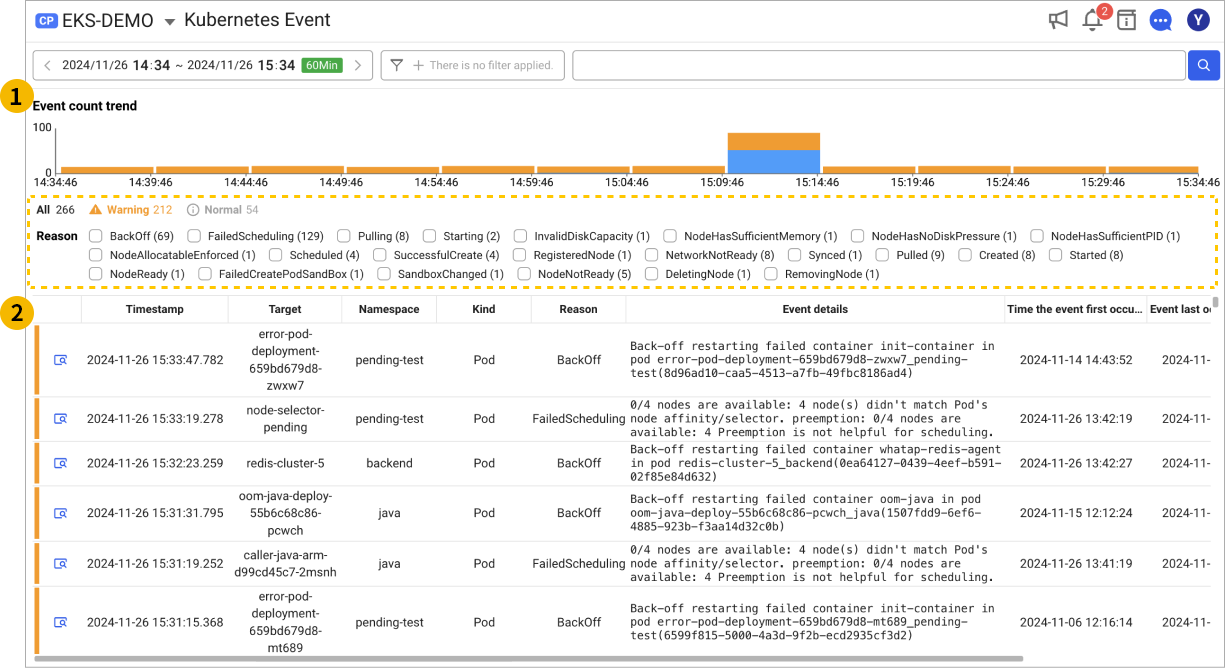 CP EKS-DEMO Kubernetes Event 2 Y
2024/11/26 14:34 ~ 2024/11/26 15:34 60Min + There is no filter applied.
1
Event count trend
100
0
14:34:46 14:39:46 14:44:46 14:49:46 14:54:46 14:59:46 15:04:46 15:09:46 15:14:46 15:19:46 15:24:46 15:29:46 15:34:46
All 266 Warning 212 Normal 54
Reason BackOff (69) FailedScheduling (129) Pulling (8) Starting (2) InvalidDiskCapacity (1) NodeHasSufficientMemory (1) NodeHasNoDiskPressure (1) NodeHasSufficientPID (1)
NodeAllocatableEnforced (1) Scheduled (4) SuccessfulCreate (4) RegisteredNode (1) NetworkNotReady (8) Synced (1) Pulled (9) Created (8) Started (8)
NodeReady (1) FailedCreatePodSandBox (1) SandboxChanged (1) NodeNotReady (5) DeletingNode (1) RemovingNode (1)
2
Timestamp Target Namespace Kind Reason Event details Time the event first occu... Event last o
error-pod-
deployment-
659bd679d8-
zwxw7
2024-11-26 15:33:47.782 pending-test Pod BackOff
Back-off restarting failed container init-container in
pod error-pod-deployment-659bd679d8-zwxw7_pending-
test(8d96ad10-caa5-4513-a7fb-49fbc8186ad4)
2024-11-14 14:43:52 2024-11-
2024-11-26 15:33:19.278
node-selector-
pending
pending-test Pod FailedScheduling
0/4 nodes are available: 4 node(s) didn't match Pod's
node affinity/selector. preemption: 0/4 nodes are
available: 4 Preemption is not helpful for scheduling.
2024-11-26 13:42:19 2024-11-
2024-11-26 15:32:23.259 redis-cluster-5 backend Pod BackOff
Back-off restarting failed container whatap-redis-agent
in pod redis-cluster-5_backend(0ea64127-0439-4eef-b591-
02f85e84d632)
2024-11-26 13:42:27 2024-11-
2024-11-26 15:31:31.795
oom-java-deploy-
55b6c68c86-
pcwch
java Pod BackOff
Back-off restarting failed container oom-java in pod
oom-java-deploy-55b6c68c86-pcwch_java(1507fdd9-6ef6-
4885-923b-f3aa14d32c0b)
2024-11-15 12:12:24 2024-11-
2024-11-26 15:31:19.252
caller-java-arm-
d99cd45c7-2msnh
java Pod FailedScheduling
0/4 nodes are available: 4 node(s) didn't match Pod's
node affinity/selector. preemption: 0/4 nodes are
available: 4 Preemption is not helpful for scheduling.
2024-11-26 13:41:19 2024-11-
2024-11-26 15:31:15.368
error-pod-
deployment-
659bd679d8-
mt689
pending-test Pod BackOff
Back-off restarting failed container init-container in
pod error-pod-deployment-659bd679d8-mt689_pending-
test(6599f815-5000-4a3d-9f2b-ecd2935cf3d2)
2024-11-06 12:16:14 2024-11-